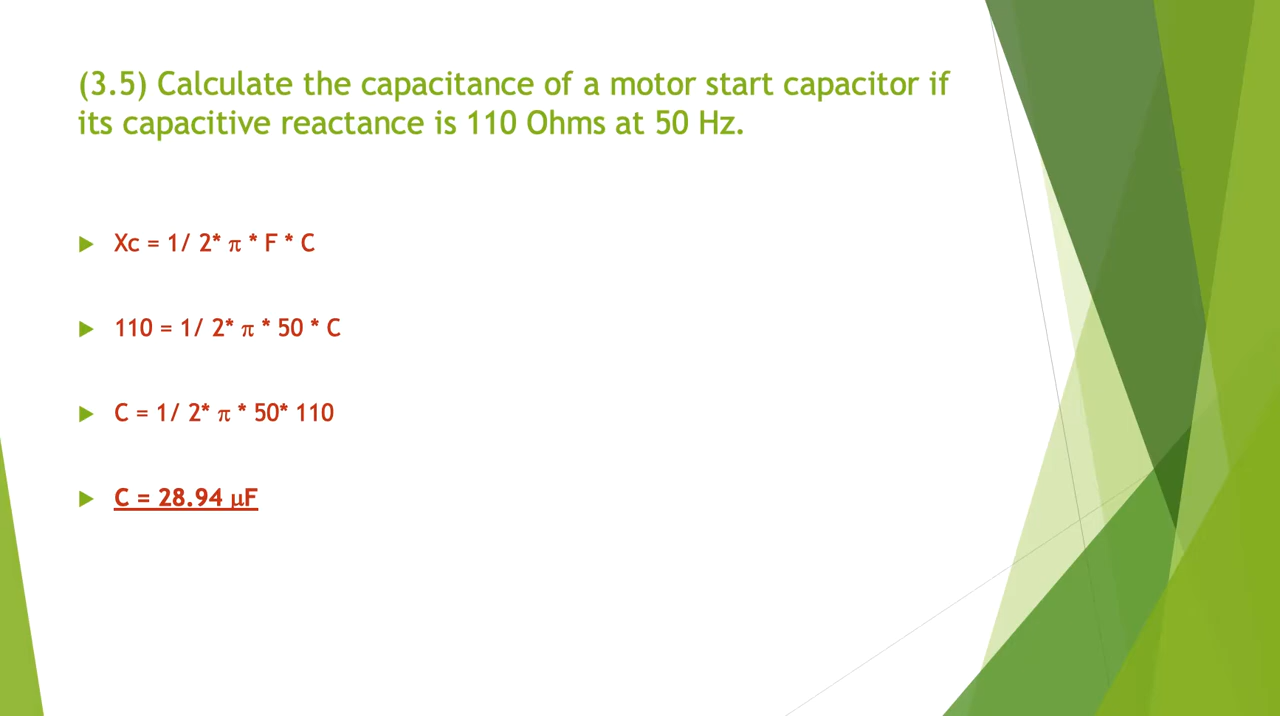 (3.5) Calculate the capacitance of a motor start capacitor if
its capacitive reactance is 110 Ohms at 50 Hz.
Xc = 1/ 2* π * F * C
110 = 1/ 2* π * 50 * C
C = 1/ 2* π * 50* 110
C = 28.94 μF